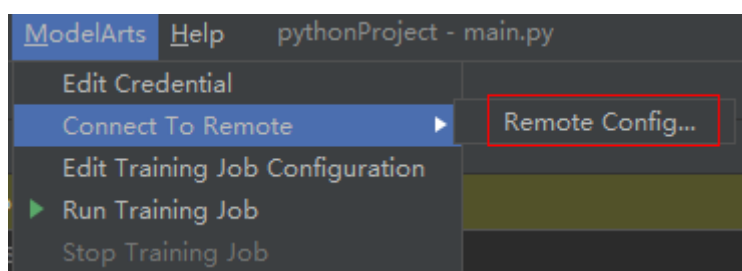 ModelArts Help pythonProject - main.py
Edit Credential
Connect To Remote
Remote Config...
Edit Training Job Configuration
Run Training Job
Stop Training Job